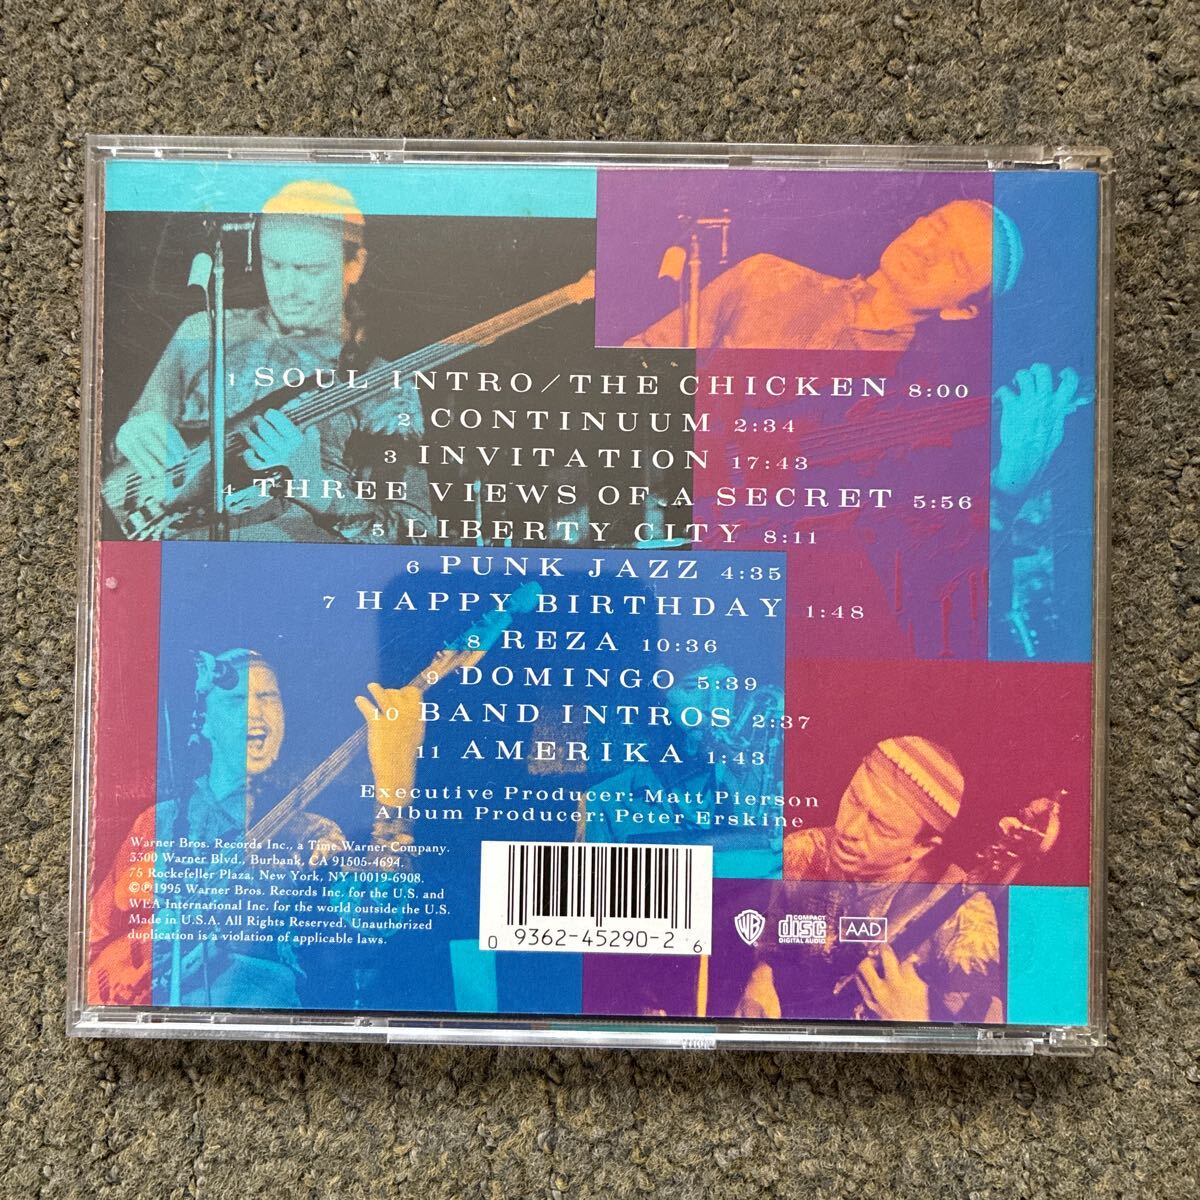 1 SOUL INTRO/THE CHICKEN 8:00
2 CONTINUUM 2:34
3 INVITATION 17:43
4 THREE VIEWS OF A SECRET 5:56
5 LIBERTY CITY 8:11
6 PUNK JAZZ 4:35
7 HAPPY BIRTHDAY 1:48
8 REZA 10:36
9 DOMINGO 5:39
10 BAND INTROS 2:37
11 AMERIKA 1:43
Executive Producer: Matt Pierson
Album Producer: Peter Erskine
Warner Bros. Records Inc., a Time Warner Company.
3300 Warner Blvd., Burbank, CA 91505-4694.
75 Rockefeller Plaza, New York, NY 10019-6908.
©℗1995 Warner Bros. Records Inc. for the U.S. and
WEA International Inc. for the world outside the U.S.
Made in U.S.A. All Rights Reserved. Unauthorized
duplication is a violation of applicable laws.
0 9362-45290-2 6
WB
COMPACT
disc
DIGITAL AUDIO
AAD